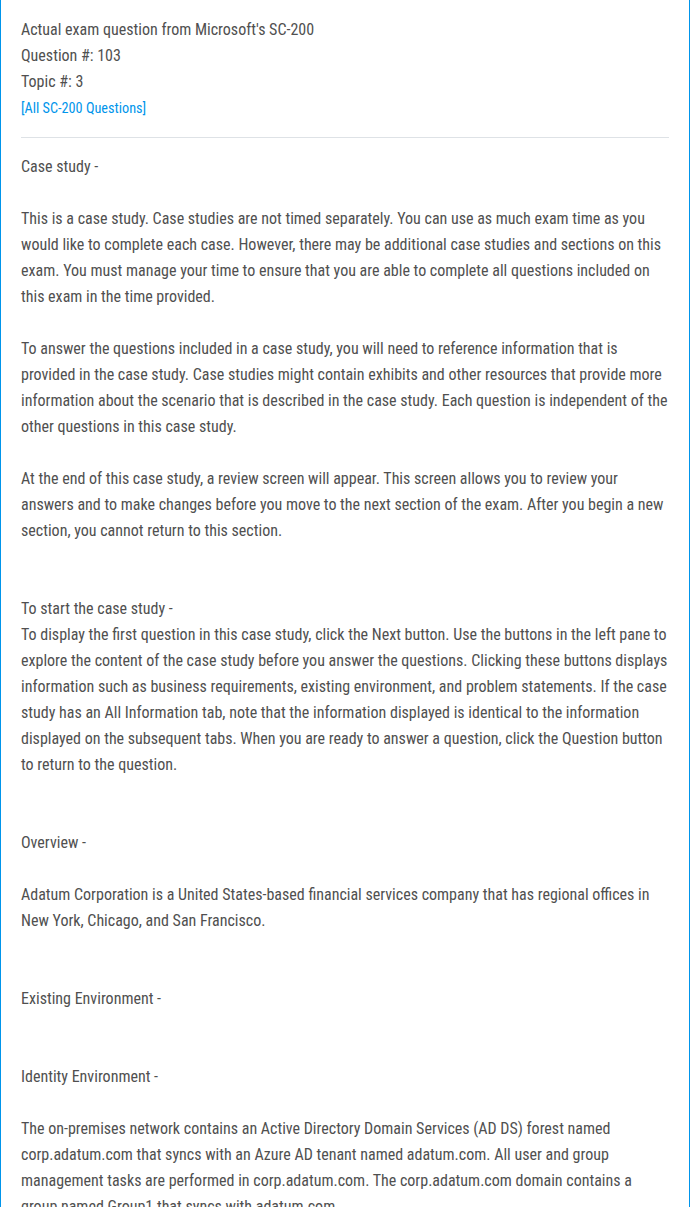 Actual exam question from Microsoft's SC-200
Question #: 103
Topic #: 3
[All SC-200 Questions]
Case study -
This is a case study. Case studies are not timed separately. You can use as much exam time as you
would like to complete each case. However, there may be additional case studies and sections on this
exam. You must manage your time to ensure that you are able to complete all questions included on
this exam in the time provided.
To answer the questions included in a case study, you will need to reference information that is
provided in the case study. Case studies might contain exhibits and other resources that provide more
information about the scenario that is described in the case study. Each question is independent of the
other questions in this case study.
At the end of this case study, a review screen will appear. This screen allows you to review your
answers and to make changes before you move to the next section of the exam. After you begin a new
section, you cannot return to this section.
To start the case study -
To display the first question in this case study, click the Next button. Use the buttons in the left pane to
explore the content of the case study before you answer the questions. Clicking these buttons displays
information such as business requirements, existing environment, and problem statements. If the case
study has an All Information tab, note that the information displayed is identical to the information
displayed on the subsequent tabs. When you are ready to answer a question, click the Question button
to return to the question.
Overview -
Adatum Corporation is a United States-based financial services company that has regional offices in
New York, Chicago, and San Francisco.
Existing Environment -
Identity Environment -
The on-premises network contains an Active Directory Domain Services (AD DS) forest named
corp.adatum.com that syncs with an Azure AD tenant named adatum.com. All user and group
management tasks are performed in corp.adatum.com. The corp.adatum.com domain contains a
group named Group1 that syncs with adatum.com.